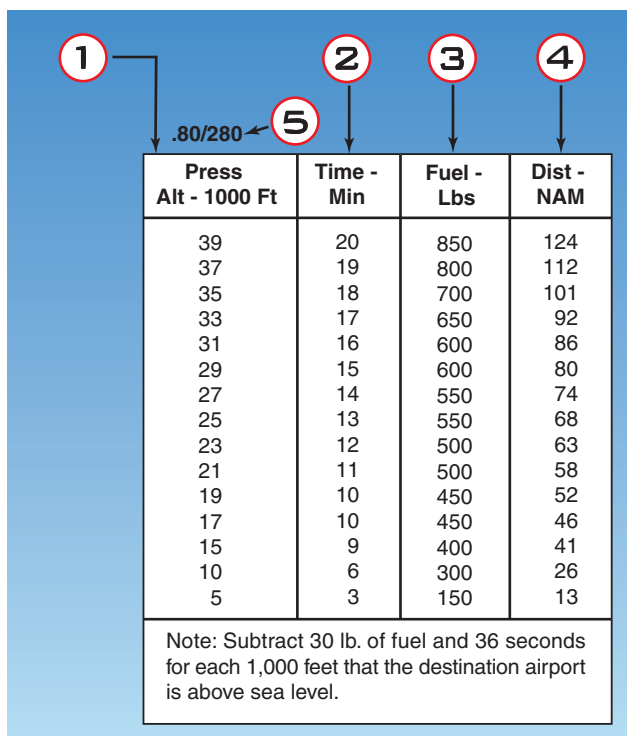 1 2 3 4
.80/280 5
Press Alt - 1000 Ft Time - Min Fuel - Lbs Dist - NAM
39 20 850 124
37 19 800 112
35 18 700 101
33 17 650 92
31 16 600 86
29 15 600 80
27 14 550 74
25 13 550 68
23 12 500 63
21 11 500 58
19 10 450 52
17 10 450 46
15 9 400 41
10 6 300 26
5 3 150 13
Note: Subtract 30 lb. of fuel and 36 seconds
for each 1,000 feet that the destination airport
is above sea level.